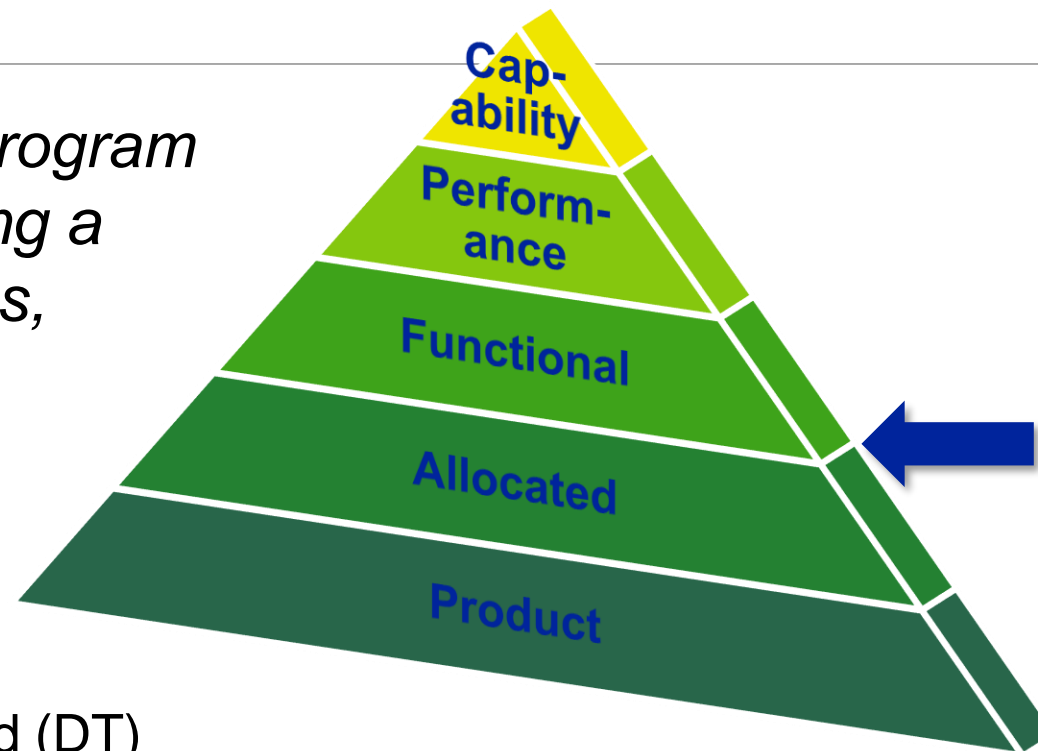 Cap-
ability
rogram
Perform-
ng a
ance
s,
Functional
Allocated
Product
d (DT)